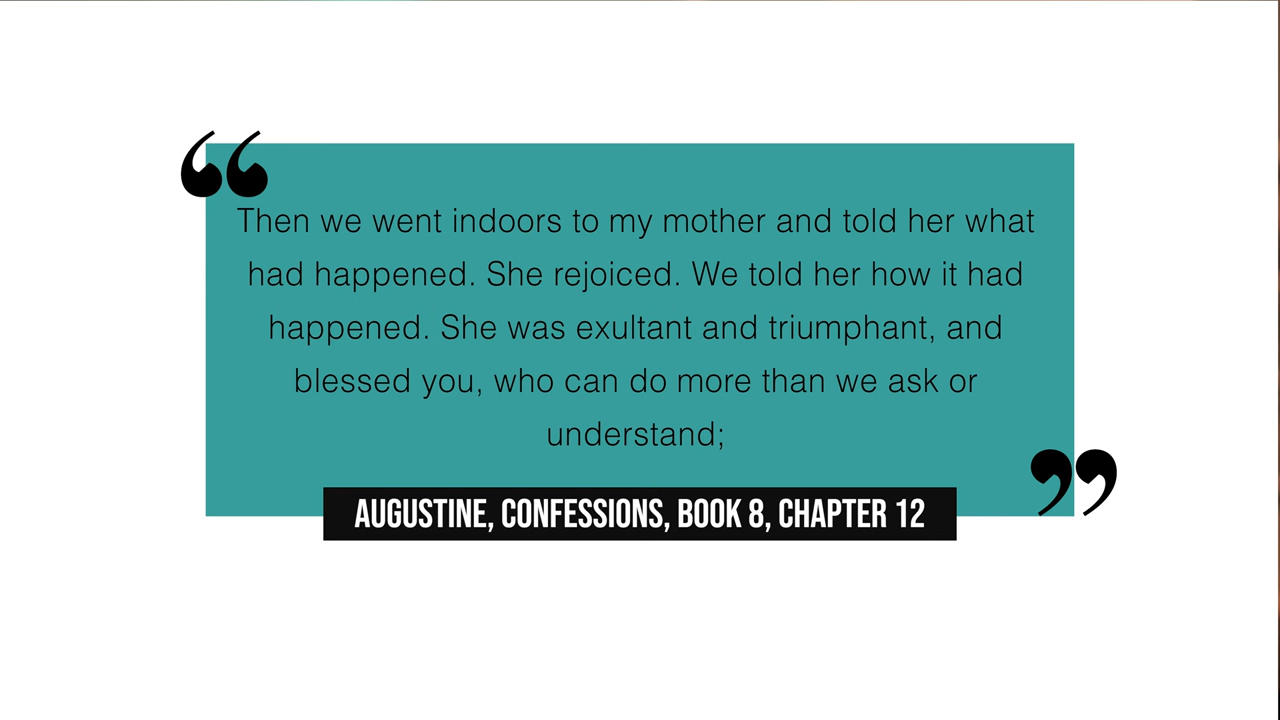 Then we went indoors to my mother and told her what
had happened. She rejoiced. We told her how it had
happened. She was exultant and triumphant, and
blessed you, who can do more than we ask or
understand;
AUGUSTINE, CONFESSIONS, BOOK 8, CHAPTER 12